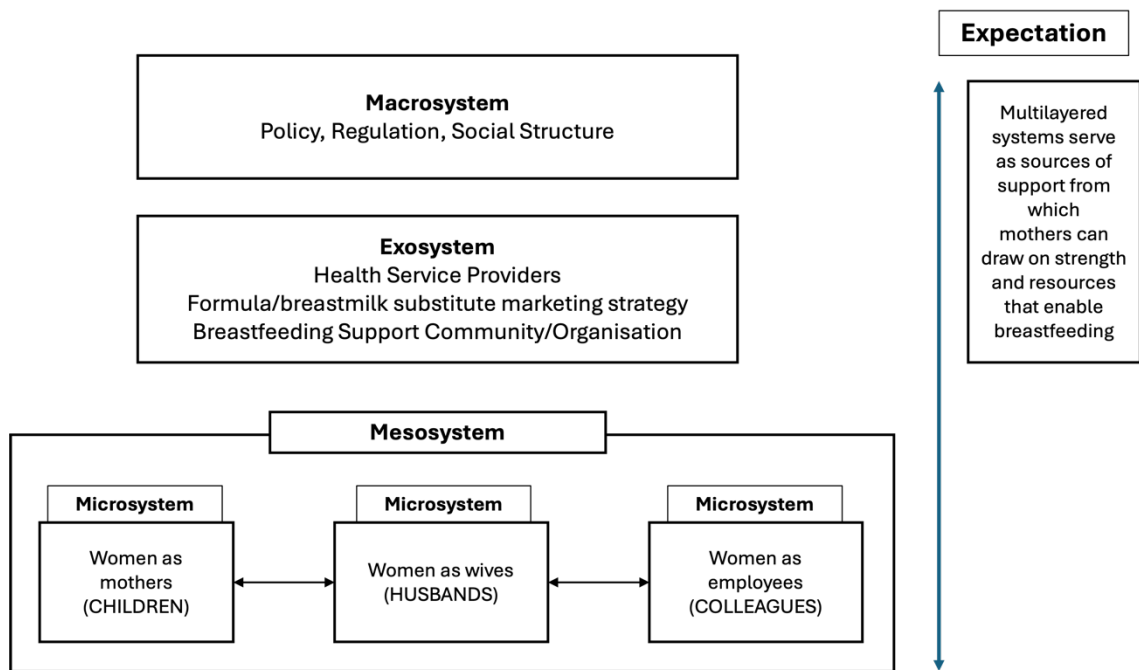 Expectation
Macrosystem
Policy, Regulation, Social Structure
Multilayered
systems serve
as sources of
support from
which
mothers can
draw on strength
and resources
that enable
breastfeeding
Exosystem
Health Service Providers
Formula/breastmilk substitute marketing strategy
Breastfeeding Support Community/Organisation
Mesosystem
Microsystem
Women as
mothers
(CHILDREN)
Microsystem
Women as wives
(HUSBANDS)
Microsystem
Women as
employees
(COLLEAGUES)